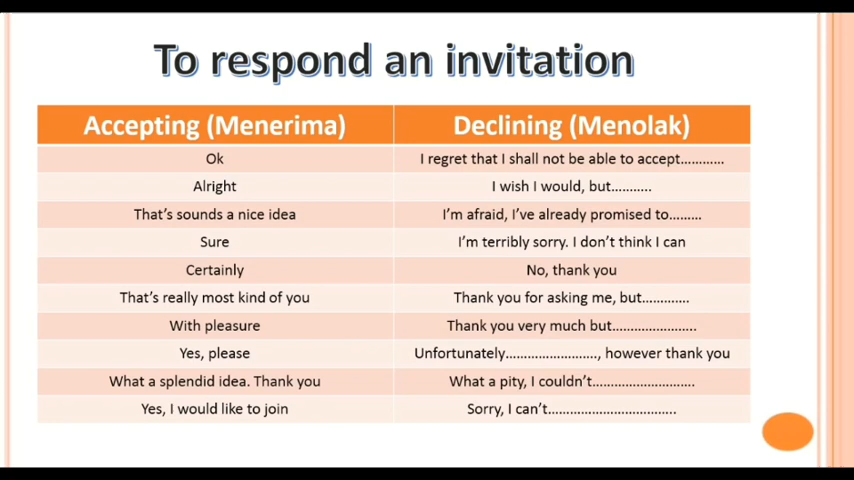 To respond an invitation
Accepting (Menerima) Declining (Menolak)
Ok I regret that I shall not be able to accept…………
Alright I wish I would, but………..
That's sounds a nice idea I'm afraid, I've already promised to………
Sure I'm terribly sorry. I don't think I can
Certainly No, thank you
That's really most kind of you Thank you for asking me, but………….
With pleasure Thank you very much but…………………..
Yes, please Unfortunately…………………….., however thank you
What a splendid idea. Thank you What a pity, I couldn't……………………….
Yes, I would like to join Sorry, I can't……………………………..